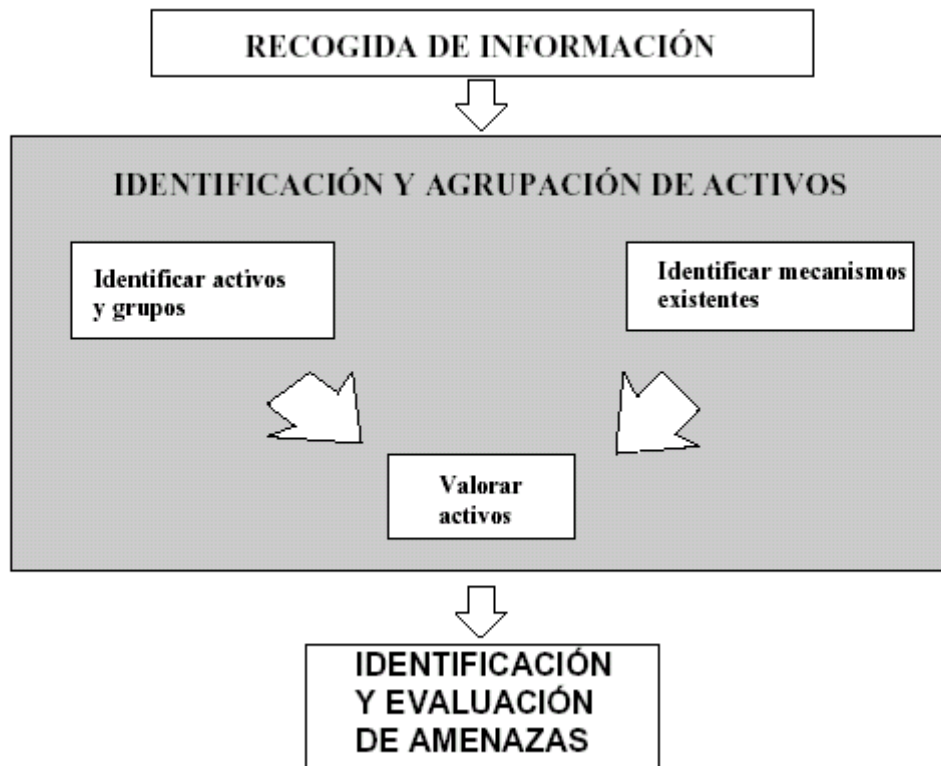 RECOGIDA DE INFORMACIÓN
IDENTIFICACIÓN Y AGRUPACIÓN DE ACTIVOS
Identificar activos
y grupos
Identificar mecanismos
existentes
Valorar
activos
IDENTIFICACIÓN
Y EVALUACIÓN
DE AMENAZAS